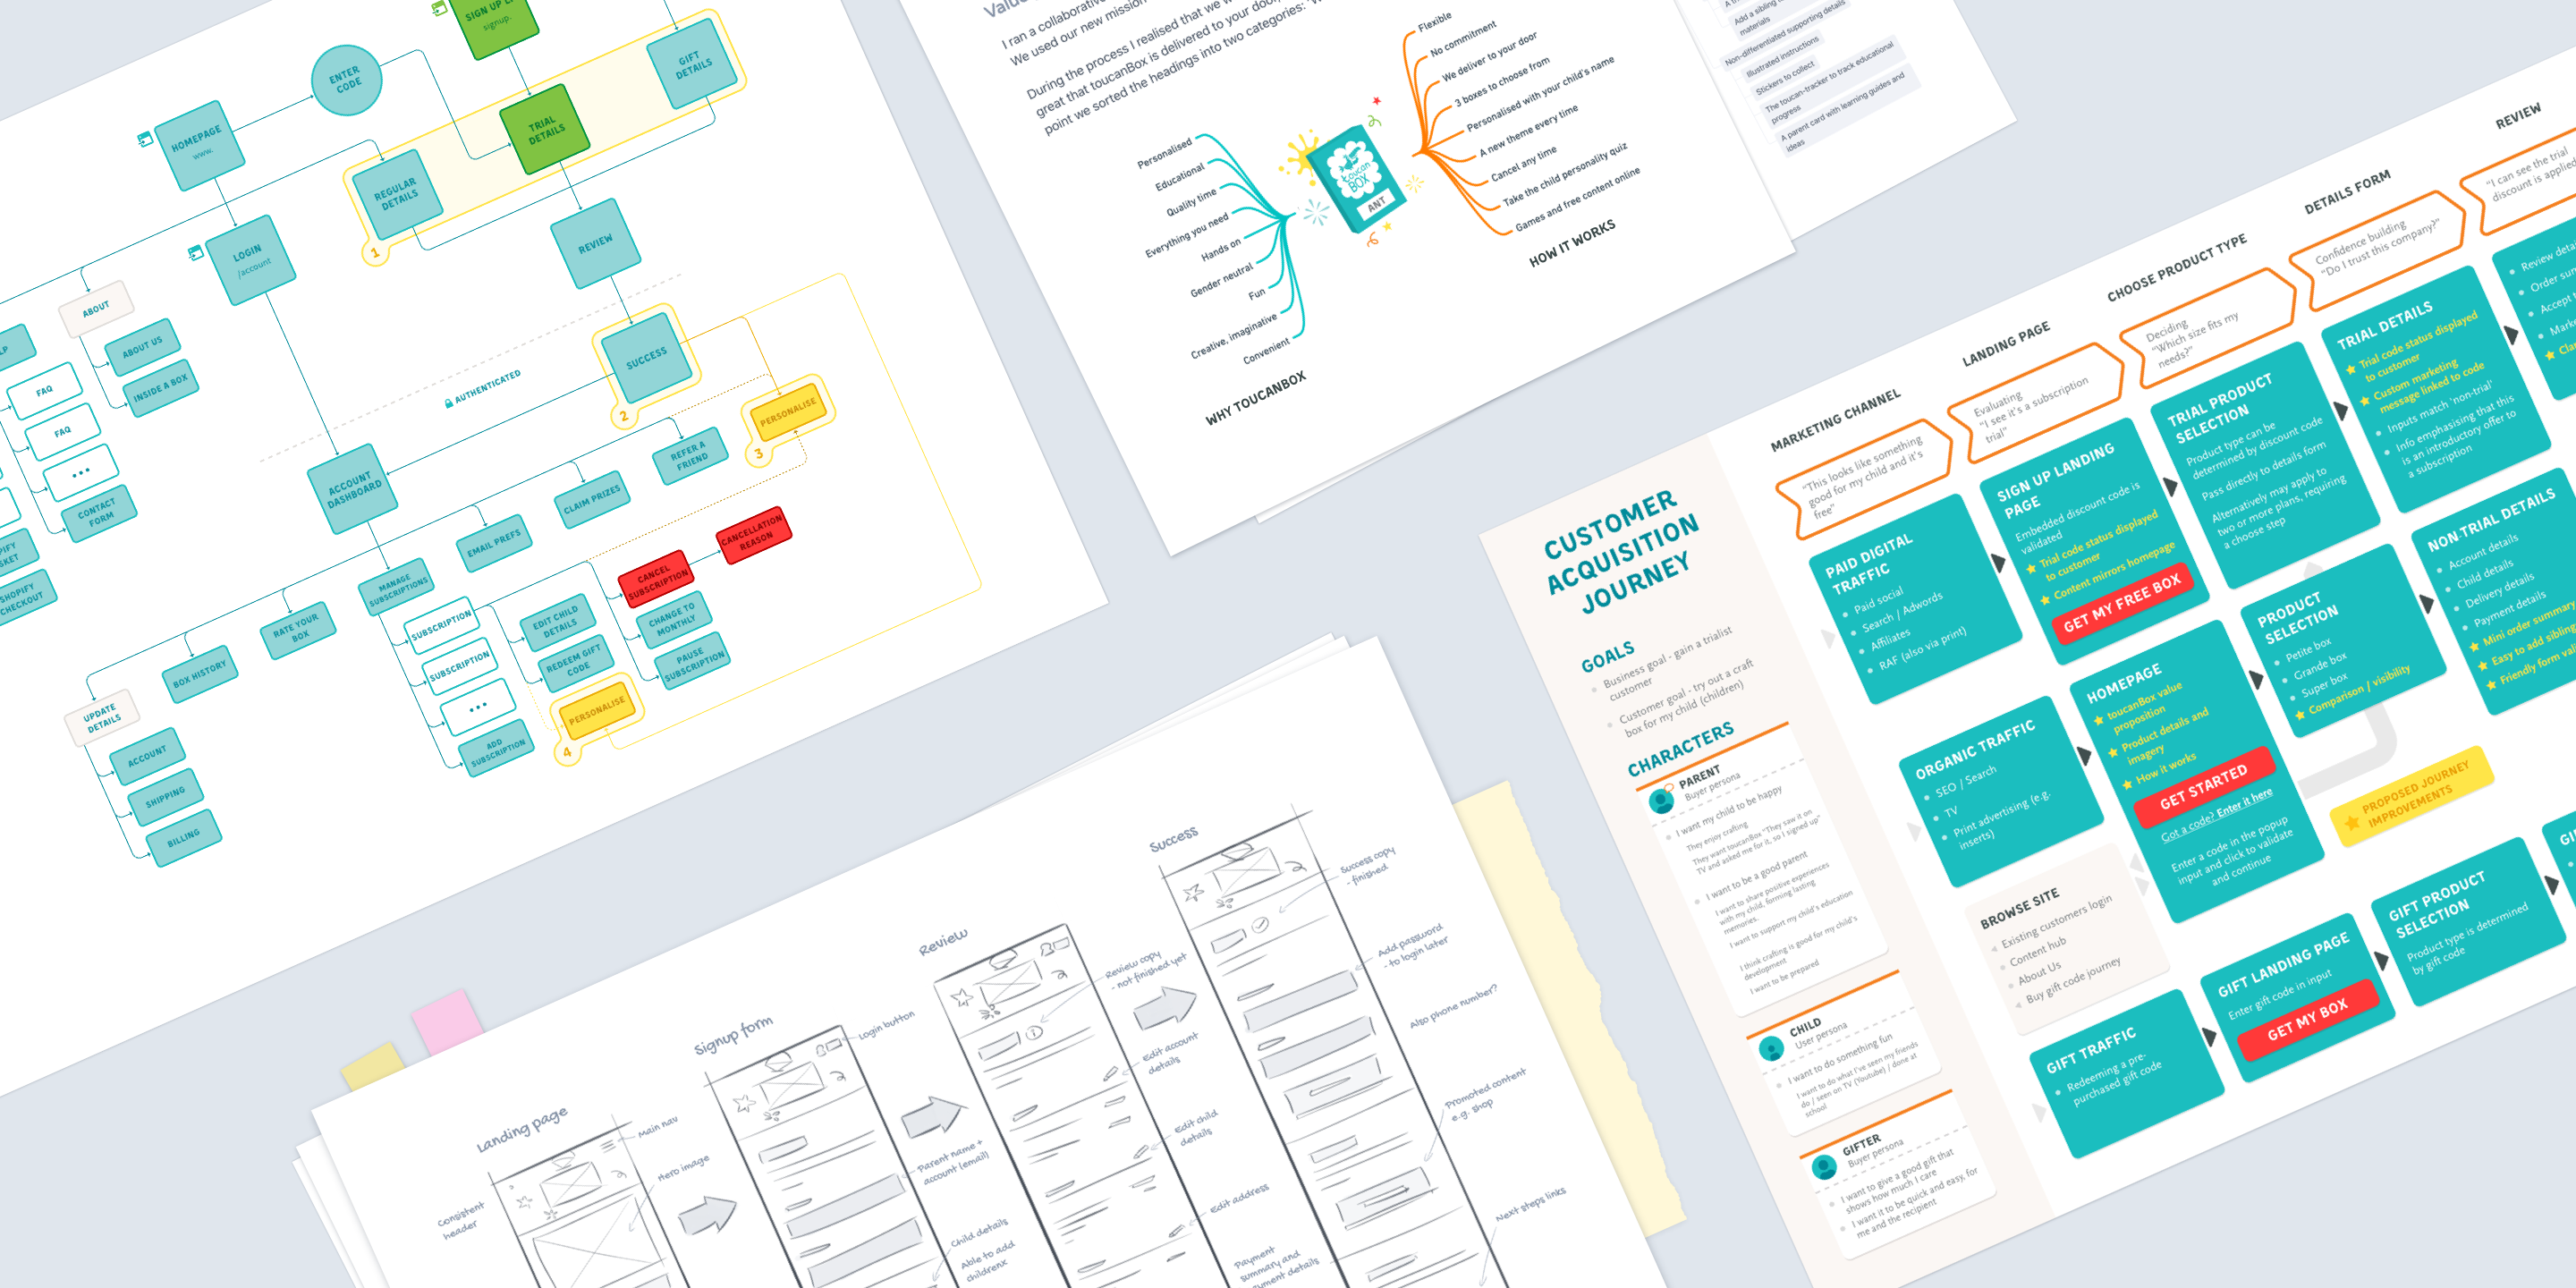 SIGN UP
signup.
ENTER
CODE
GIFT
DETAILS
HOMEPAGE
www.
TRIAL
DETAILS
REGULAR
DETAILS
1
LOGIN
/account
REVIEW
ABOUT
ABOUT US
INSIDE A BOX
FAQ
FAQ
•••
CONTACT
FORM
SHOPIFY
CHECKOUT
AUTHENTICATED
SUCCESS
2
PERSONALISE
3
ACCOUNT
DASHBOARD
REFER A
FRIEND
CLAIM PRIZES
EMAIL PREFS
MANAGE
SUBSCRIPTIONS
RATE YOUR
BOX
BOX HISTORY
UPDATE
DETAILS
ACCOUNT
SHIPPING
BILLING
SUBSCRIPTION
SUBSCRIPTION
•••
ADD
SUBSCRIPTION
EDIT CHILD
DETAILS
REDEEM GIFT
CODE
PERSONALISE
4
CANCEL
SUBSCRIPTION
CANCELLATION
REASON
CHANGE TO
MONTHLY
PAUSE
SUBSCRIPTION
I ran a collaborative
We used our new mission
During the process I realised that we
great that toucanBox is delivered to your door,
point we sorted the headings into two categories:
Personalised
Educational
Quality time
Everything you need
Hands on
Gender neutral
Fun
Creative, imaginative
Convenient
WHY TOUCANBOX
toucan
BOX
ANT
Flexible
No commitment
We deliver to your door
3 boxes to choose from
Personalised with your child's name
A new theme every time
Cancel any time
Take the child personality quiz
Games and free content online
HOW IT WORKS
Add a sibling
materials
Non-differentiated supporting details
Illustrated instructions
Stickers to collect
The toucan-tracker to track educational
progress
A parent card with learning guides and
ideas
Landing page
Main nav
Hero image
Consistent
header
Signup form
Login button
Parent name +
account (email)
Child details
Able to add
children
Review
Review copy
- not finished yet
Edit account
details
Edit child
details
Edit address
Payment
summary and
payment details
Success
Success copy
- finished
Add password
- to login later
Also phone number?
Promoted content
e.g. shop
Next steps links
CUSTOMER
ACQUISITION
JOURNEY
GOALS
Business goal - gain a trialist
customer
Customer goal - try out a craft
box for my child (children)
CHARACTERS
PARENT
Buyer persona
I want my child to be happy
They enjoy crafting
They want toucanBox "They saw it on
TV and asked me for it, so I signed up"
I want to be a good parent
I want to share positive experiences
with my child, forming lasting
memories.
I want to support my child's education
I think crafting is good for my child's
development
I want to be prepared
CHILD
User persona
I want to do something fun
I want to do what I've seen my friends
do / seen on TV (Youtube) / done at
school
GIFTER
Buyer persona
I want to give a good gift that
shows how much I care
I want it to be quick and easy, for
me and the recipient
MARKETING CHANNEL
"This looks like something
good for my child and it's
free"
LANDING PAGE
Evaluating
"I see it's a subscription
trial"
CHOOSE PRODUCT TYPE
Deciding
"Which size fits my
needs?"
DETAILS FORM
Confidence building
"Do I trust this company?"
REVIEW
"I can see the trial
discount is applied
PAID DIGITAL
TRAFFIC
Paid social
Search / Adwords
Affiliates
RAF (also via print)
SIGN UP LANDING
PAGE
Embedded discount code is
validated
Trial code status displayed
to customer
Content mirrors homepage
GET MY FREE BOX
TRIAL PRODUCT
SELECTION
Product type can be
determined by discount code
Pass directly to details form
Alternatively may apply to
two or more plans, requiring
a choose step
TRIAL DETAILS
Trial code status displayed
to customer
Custom marketing
message linked to code
Inputs match 'non-trial'
Info emphasising that this
is an introductory offer to
a subscription
Order
Accept
ORGANIC TRAFFIC
SEO / Search
TV
Print advertising (e.g.
inserts)
HOMEPAGE
toucanBox value
proposition
Product details and
imagery
How it works
GET STARTED
Got a code? Enter it here
Enter a code in the popup
input and click to validate
and continue
PRODUCT
SELECTION
Petite box
Grande box
Super box
Comparison / visibility
NON-TRIAL DETAILS
Account details
Child details
Delivery details
Payment details
Mini order summary
Easy to add sibling
Friendly form
PROPOSED JOURNEY
IMPROVEMENTS
BROWSE SITE
Existing customers login
Content hub
About Us
Buy gift code journey
GIFT TRAFFIC
Redeeming a pre-
purchased gift code
GIFT LANDING PAGE
Enter gift code in input
GET MY BOX
GIFT PRODUCT
SELECTION
Product type is determined
by gift code